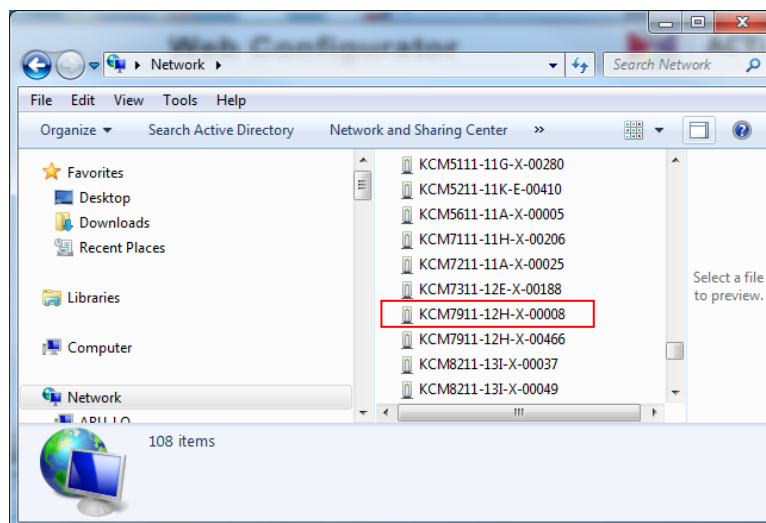 Web Configurator
Network
Search Network
File Edit View Tools Help
Organize Search Active Directory Network and Sharing Center »
Favorites
Desktop
Downloads
Recent Places
Libraries
Computer
Network
KCM5111-11G-X-00280
KCM5211-11K-E-00410
KCM5611-11A-X-00005
KCM7111-11H-X-00206
KCM7211-11A-X-00025
KCM7311-12E-X-00188
KCM7911-12H-X-00008
KCM7911-12H-X-00466
KCM8211-13I-X-00037
KCM8211-13I-X-00049
Select a file
to preview.
108 items